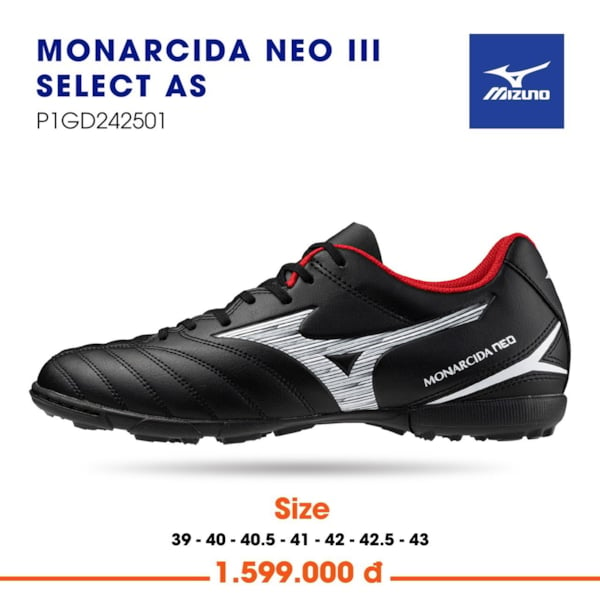 MONARCIDA NEO III
SELECT AS
P1GD242501
MIZUNO
MONARCIDA NEO
Size
39 - 40 - 40.5 - 41 - 42 - 42.5 - 43
1.599.000 đ